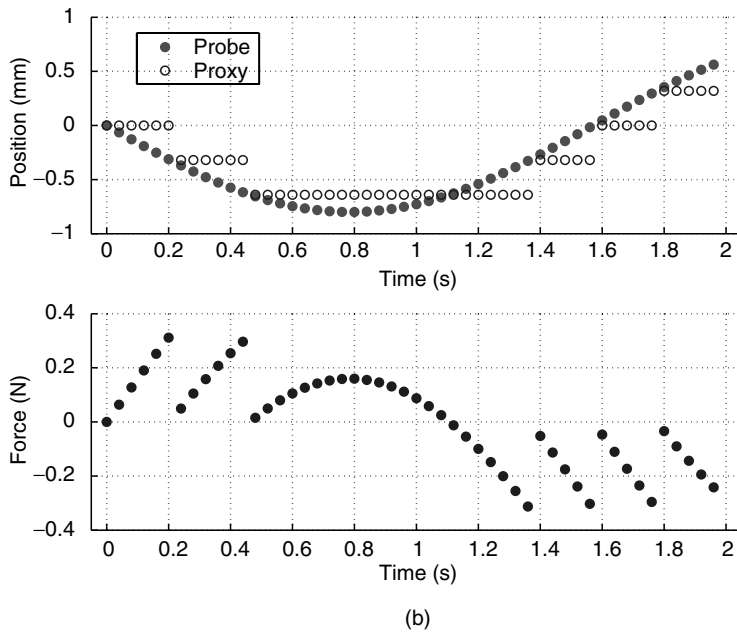 1
0.5
0
−0.5
−1
Position (mm)
Probe
Proxy
0 0.2 0.4 0.6 0.8 1 1.2 1.4 1.6 1.8 2
Time (s)
0.4
0.2
0
−0.2
−0.4
Force (N)
0 0.2 0.4 0.6 0.8 1 1.2 1.4 1.6 1.8 2
Time (s)
(b)